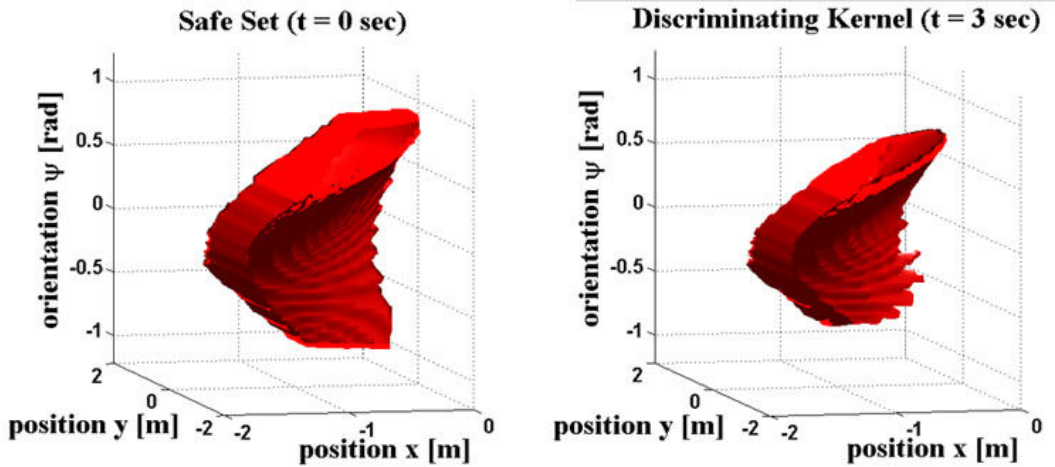 Safe Set (t = 0 sec)
1
0.5
0
-0.5
-1
orientation ψ [rad]
2
0
-2
position y [m]
-2
-1
0
position x [m]
Discriminating Kernel (t = 3 sec)
1
0.5
0
-0.5
-1
orientation ψ [rad]
2
0
-2
position y [m]
-2
-1
0
position x [m]